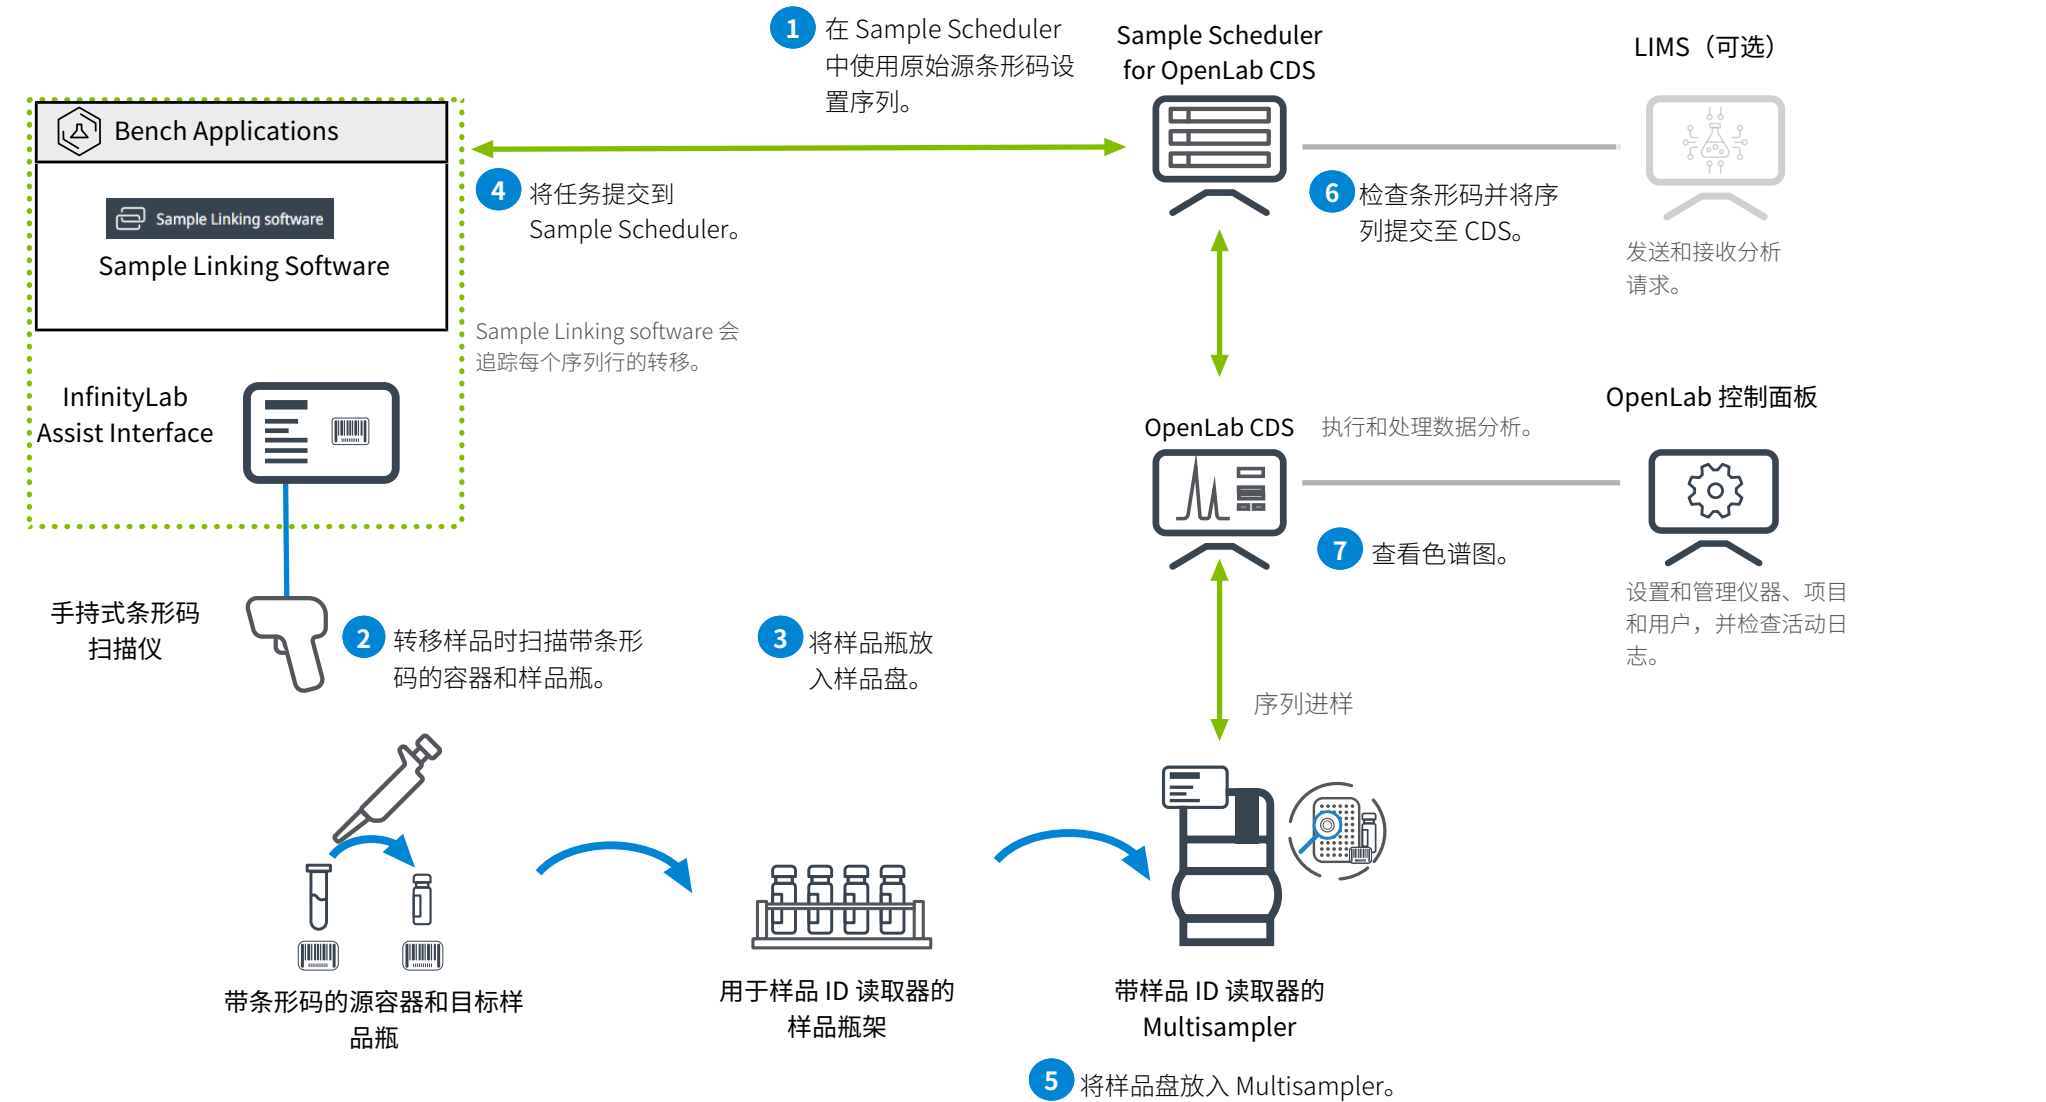 1
在 Sample Scheduler
中使用原始源条形码设
置序列。
Sample Scheduler
for OpenLab CDS
LIMS（可选）
Bench Applications
Sample Linking software
Sample Linking Software
4
将任务提交到
Sample Scheduler。
6
检查条形码并将序
列提交至 CDS。
发送和接收分析
请求。
Sample Linking software 会
追踪每个序列行的转移。
InfinityLab
Assist Interface
OpenLab CDS
执行和处理数据分析。
OpenLab 控制面板
7
查看色谱图。
设置和管理仪器、项目
和用户，并检查活动日
志。
手持式条形码
扫描仪
2
转移样品时扫描带条形
码的容器和样品瓶。
3
将样品瓶放
入样品盘。
序列进样
带条形码的源容器和目标样
品瓶
用于样品 ID 读取器的
样品瓶架
带样品 ID 读取器的
Multisampler
5
将样品盘放入 Multisampler。